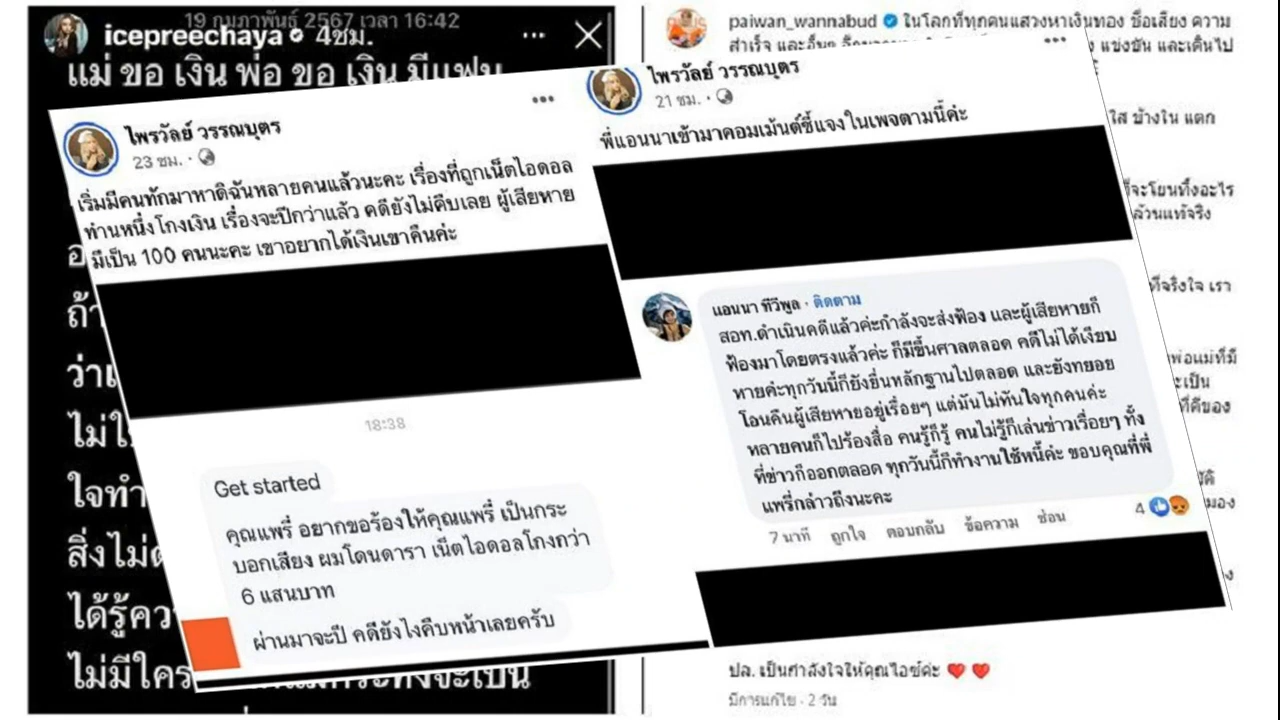 19 กุมภาพันธ์ 2567 เวลา 16:42
icepreechaya 4ชม.
แม่ ขอ เงิน พ่อ ขอ เงิน มีแฟน
ถ้า
ไม่ใ
ใจทำ
สิ่งไม่
ได้รู้คว
ไม่มีใคร
ไพรวัลย์ วรรณบุตร
23 ชม.
เริ่มมีคนทักมาหาดิฉันหลายคนแล้วนะคะ เรื่องที่ถูกเน็ตไอดอล
ท่านหนึ่งโกงเงิน เรื่องจะปีกว่าแล้ว คดียังไม่คืบเลย ผู้เสียหาย
มีเป็น 100 คนนะคะ เขาอยากได้เงินเขาคืนค่ะ
18:38
Get started
คุณแพรี่ อยากขอร้องให้คุณแพรี่ เป็นกระ
บอกเสียง ผมโดนดารา เน็ตไอดอลโกงกว่า
6 แสนบาท
ผ่านมาจะปี คดียังไงคืบหน้าเลยครับ
paiwan_wannabud ในโลกที่ทุกคนแสวงหาเงินทอง ชื่อเสียง ความ
สำเร็จ และอื่นๆ
แข่งขัน และเต้นไป
ไพรวัลย์ วรรณบุตร
21 ชม.
พี่แอนนาเข้ามาคอมเม้นต์ชี้แจงในเพจตามนี้ค่ะ
ใส ข้างใน แตก
จะโยนทิ้งอะไร
ล้วนแท้จริง
ที่จริงใจ เรา
พ่อแม่ที่มี
ะเป็น
ที่ดีของ
แอนนา ทีวีพูล · ติดตาม
สอท.ดำเนินคดีแล้วค่ะกำลังจะส่งฟ้อง และผู้เสียหายก็
ฟ้องมาโดยตรงแล้วค่ะ ก็มีขึ้นศาลตลอด คดีไม่ได้เงียบ
หายค่ะทุกวันนี้ก็ยังยื่นหลักฐานไปตลอด และยังทยอย
โอนคืนผู้เสียหายอยู่เรื่อยๆ แต่มันไม่ทันใจทุกคนค่ะ
หลายคนก็ไปร้องสื่อ คนรู้ก็รู้ คนไม่รู้ก็เล่นข่าวเรื่อยๆ ทั้ง
ที่ข่าวก็ออกตลอด ทุกวันนี้ก็ทำงานใช้หนี้ค่ะ ขอบคุณที่พี่
แพรี่กล่าวถึงนะคะ
7 นาที ถูกใจ ตอบกลับ ข้อความ ซ่อน 4
ปล. เป็นกำลังใจให้คุณไอซ์ค่ะ ❤️ ❤️
มีการแก้ไข · 2 วัน